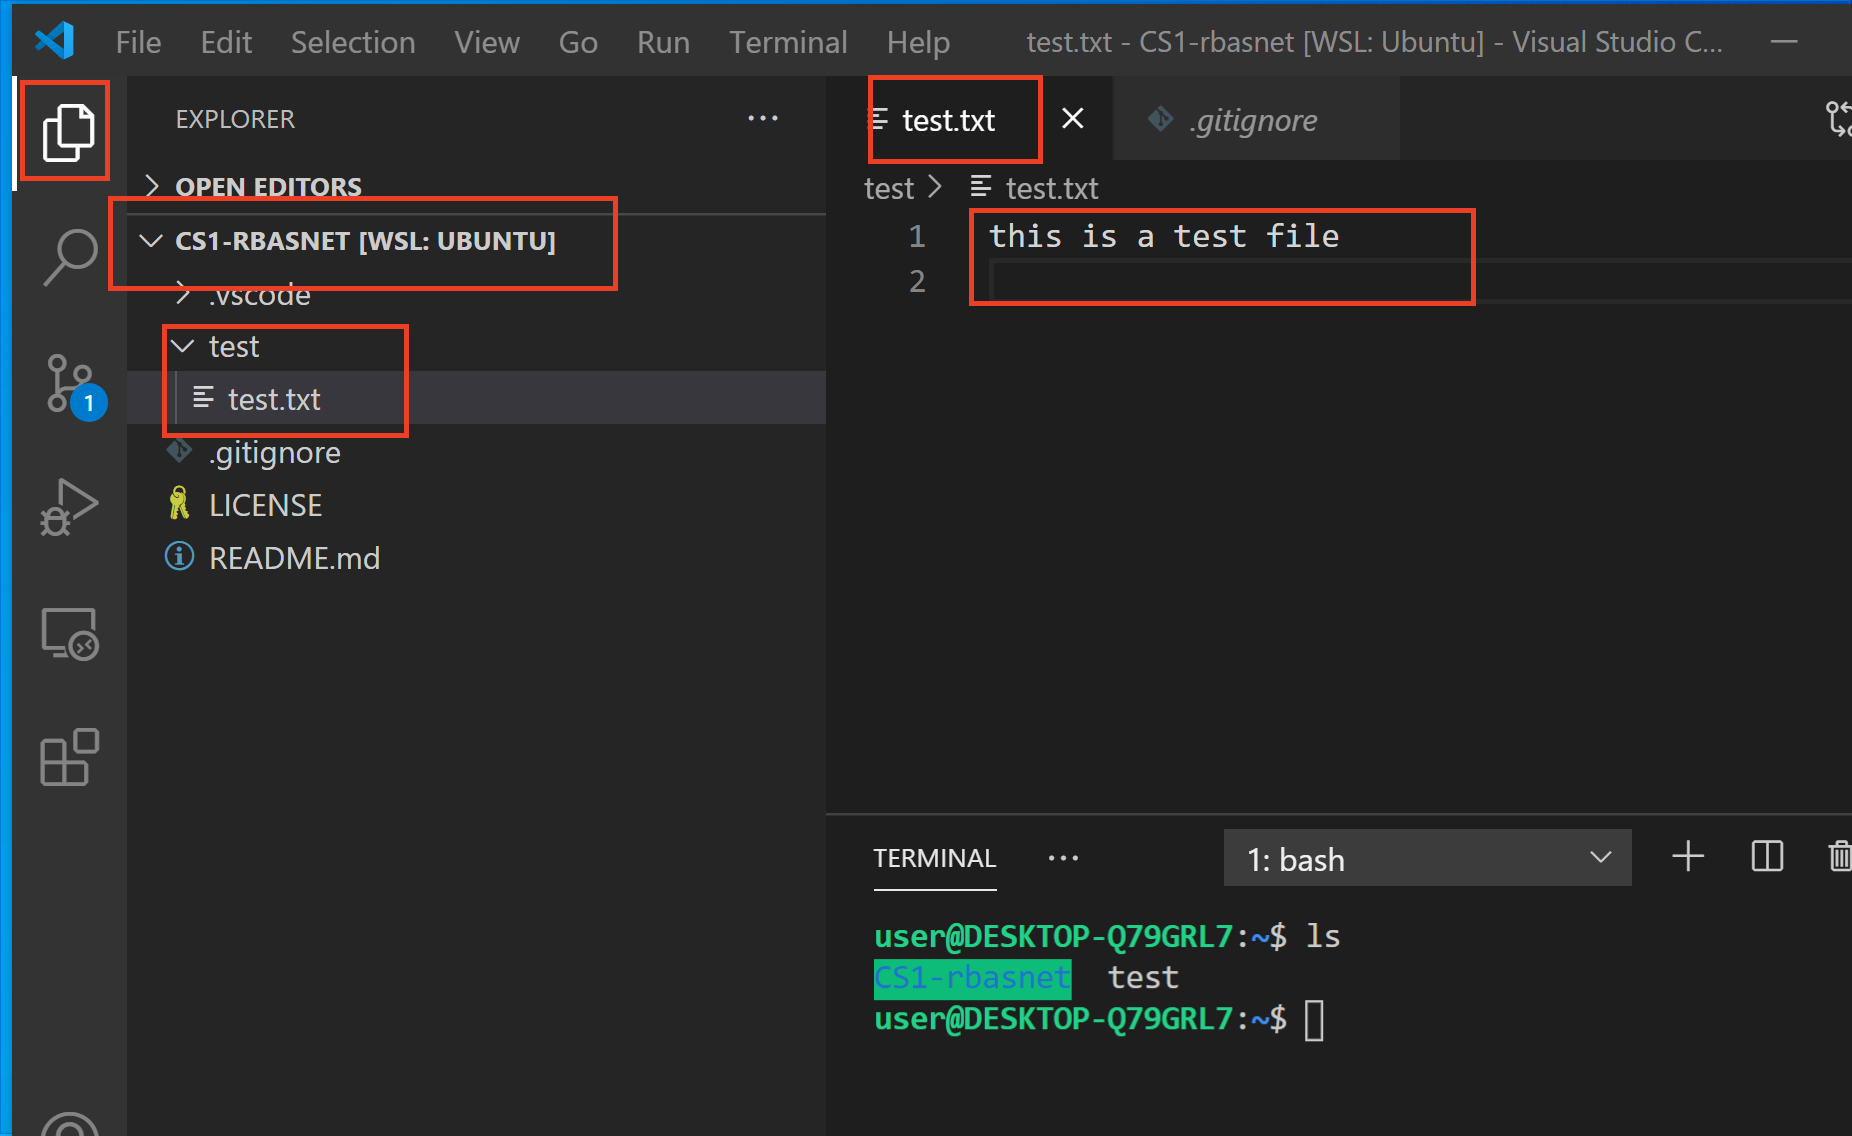 File Edit Selection View Go Run Terminal Help test.txt - CS1-rbasnet [WSL: Ubuntu] - Visual Studio C...
EXPLORER
OPEN EDITORS
CS1-RBASNET [WSL: UBUNTU]
.vscode
test
test.txt
.gitignore
LICENSE
README.md
1
test.txt .gitignore
test > test.txt
1 this is a test file
2
TERMINAL 1: bash
user@DESKTOP-Q79GRL7:~$ ls
CS1-rbasnet test
user@DESKTOP-Q79GRL7:~$